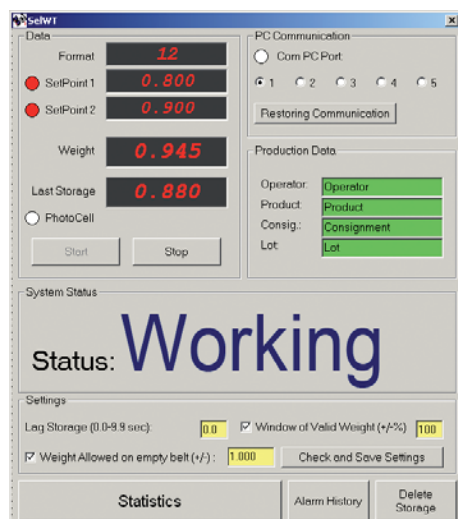 SelWT
Data
Format 12
SetPoint 1 0.800
SetPoint 2 0.900
Weight 0.945
Last Storage 0.880
PhotoCell
Start Stop
PC Communication
Com PC Port
1 2 3 4 5
Restoring Communication
Production Data
Operator: Operator
Product: Product
Consig.: Consignment
Lot: Lot
System Status
Status: Working
Settings
Lag Storage (0.0-9.9 sec): 0.0 Window of Valid Weight (+/-%) 100
Weight Allowed on empty belt (+/-) : 1.000 Check and Save Settings
Statistics Alarm History Delete Storage